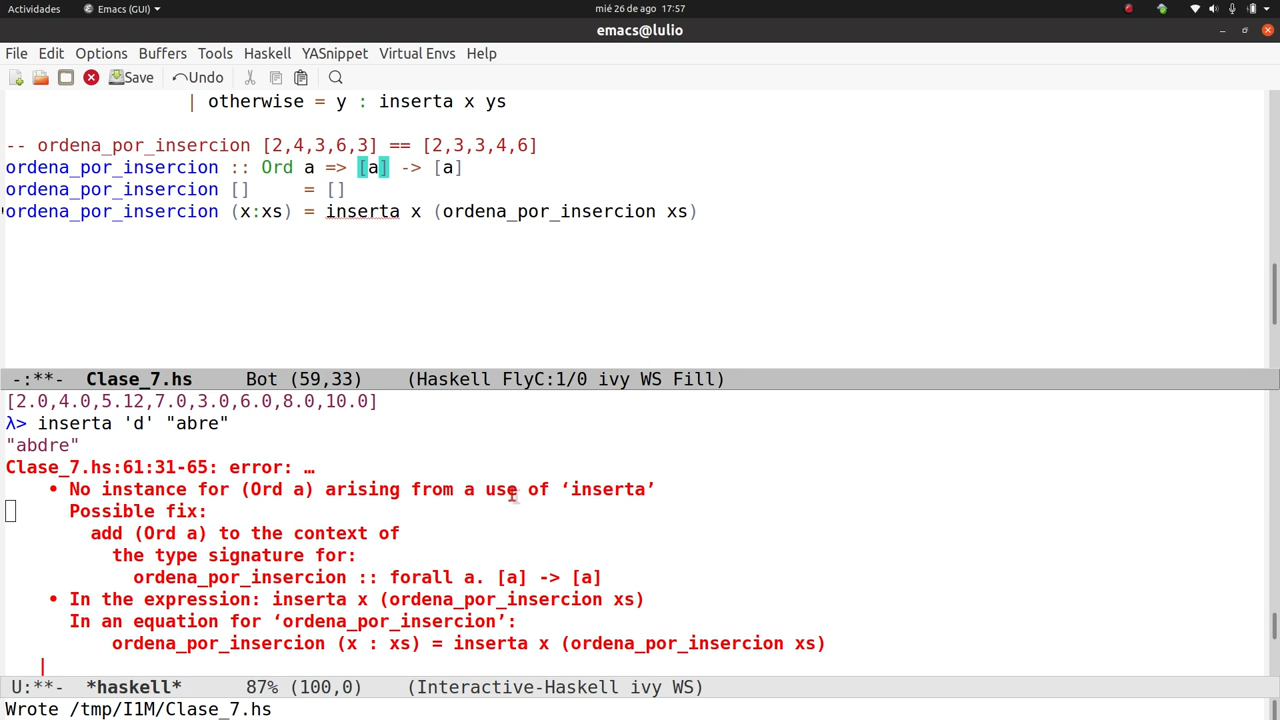 Actividades Emacs (GUI) mié 26 de ago 17:57
emacs@lulio
File Edit Options Buffers Tools Haskell YASnippet Virtual Envs Help
Save Undo
| otherwise = y : inserta x ys
-- ordena_por_insercion [2,4,3,6,3] == [2,3,3,4,6]
ordena_por_insercion :: Ord a => [a] -> [a]
ordena_por_insercion [] = []
ordena_por_insercion (x:xs) = inserta x (ordena_por_insercion xs)
-:**- Clase_7.hs Bot (59,33) (Haskell FlyC:1/0 ivy WS Fill)
[2.0,4.0,5.12,7.0,3.0,6.0,8.0,10.0]
λ> inserta 'd' "abre"
"abdre"
Clase_7.hs:61:31-65: error: …
• No instance for (Ord a) arising from a use of ‘inserta’
Possible fix:
add (Ord a) to the context of
the type signature for:
ordena_por_insercion :: forall a. [a] -> [a]
• In the expression: inserta x (ordena_por_insercion xs)
In an equation for ‘ordena_por_insercion’:
ordena_por_insercion (x : xs) = inserta x (ordena_por_insercion xs)
|
U:**- *haskell* 87% (100,0) (Interactive-Haskell ivy WS)
Wrote /tmp/I1M/Clase_7.hs